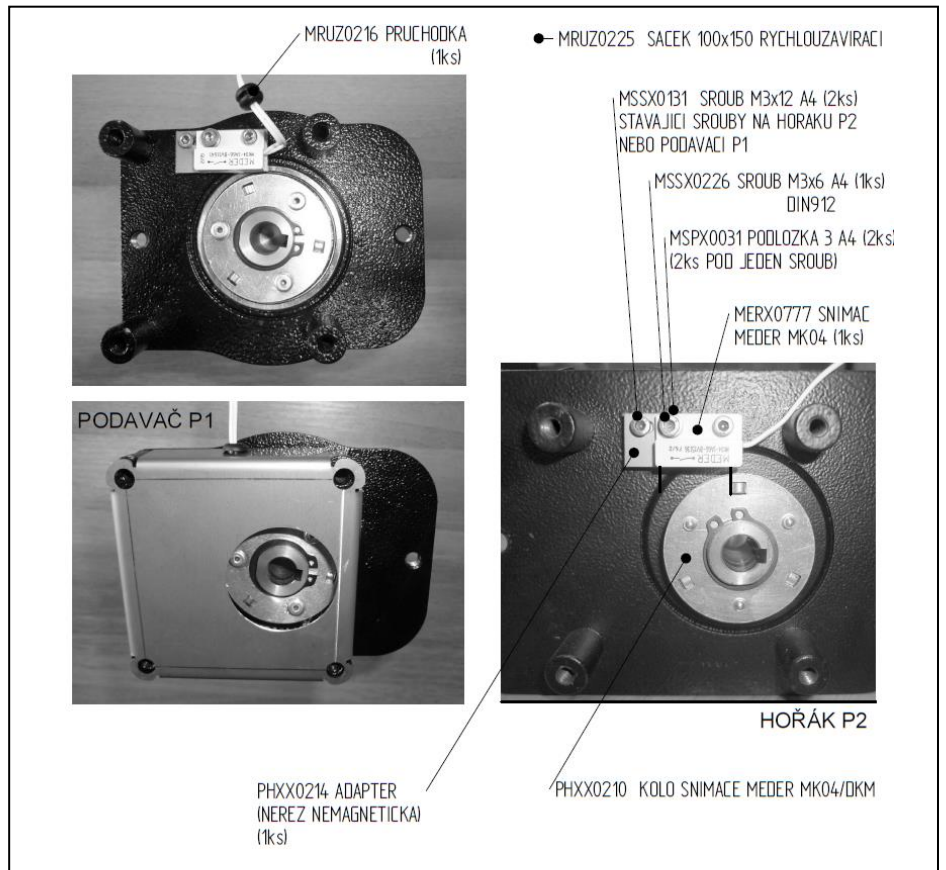 MRUZ0216 PRUCHODKA
(1ks)
MRUZ0225 SACEK 100x150 RYCHLOUZAVIRACI
MSSX0131 SROUB M3x12 A4 (2ks)
STAVAJICI SROUBY NA HORAKU P2
NEBO PODAVACI P1
MSSX0226 SROUB M3x6 A4 (1ks)
DIN912
MSPX0031 PODLOZKA 3 A4 (2ks)
(2ks POD JEDEN SROUB)
MERX0777 SNIMAC
MEDER MK04 (1ks)
MEDER
PODAVAČ P1
MEDER
HOŘÁK P2
PHXX0214 ADAPTER
(NEREZ NEMAGNETICKA)
(1ks)
PHXX0210 KOLO SNIMACE MEDER MK04/DKM